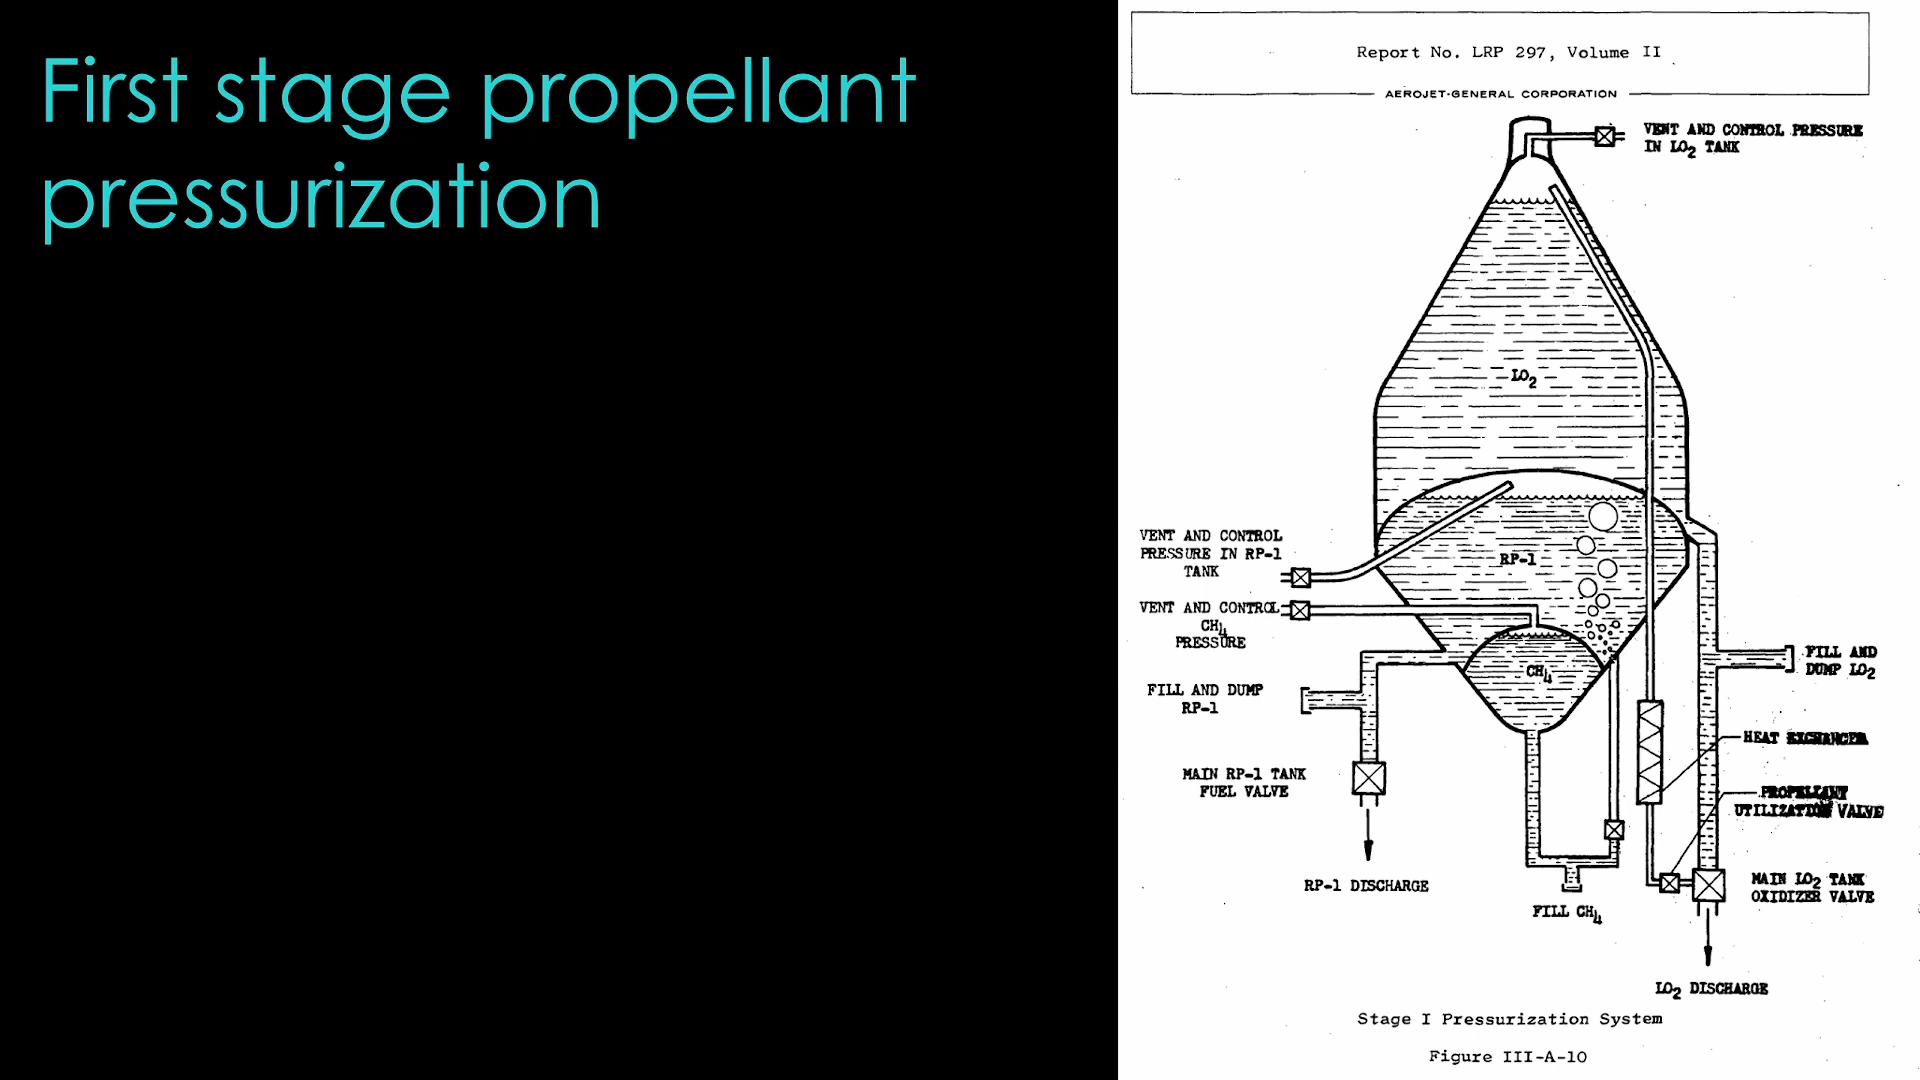 First stage propellant
pressurization
Report No. LRP 297, Volume II
AEROJET-GENERAL CORPORATION
VENT AND CONTROL PRESSURE
IN LO2 TANK
LO2
VENT AND CONTROL
PRESSURE IN RP-1
TANK
RP-1
VENT AND CONTROL
CH4
PRESSURE
CH4
FILL AND
DUMP LO2
FILL AND DUMP
RP-1
HEAT EXCHANGER
MAIN RP-1 TANK
FUEL VALVE
PROPELLANT
UTILIZATION VALVE
RP-1 DISCHARGE
MAIN LO2 TANK
OXIDIZER VALVE
FILL CH4
LO2 DISCHARGE
Stage I Pressurization System
Figure III-A-10